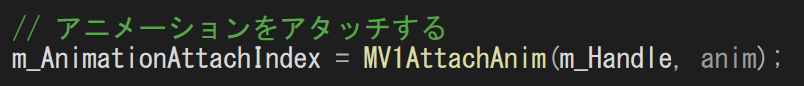 // アニメーションをアタッチする
m_AnimationAttachIndex = MV1AttachAnim(m_Handle, anim);